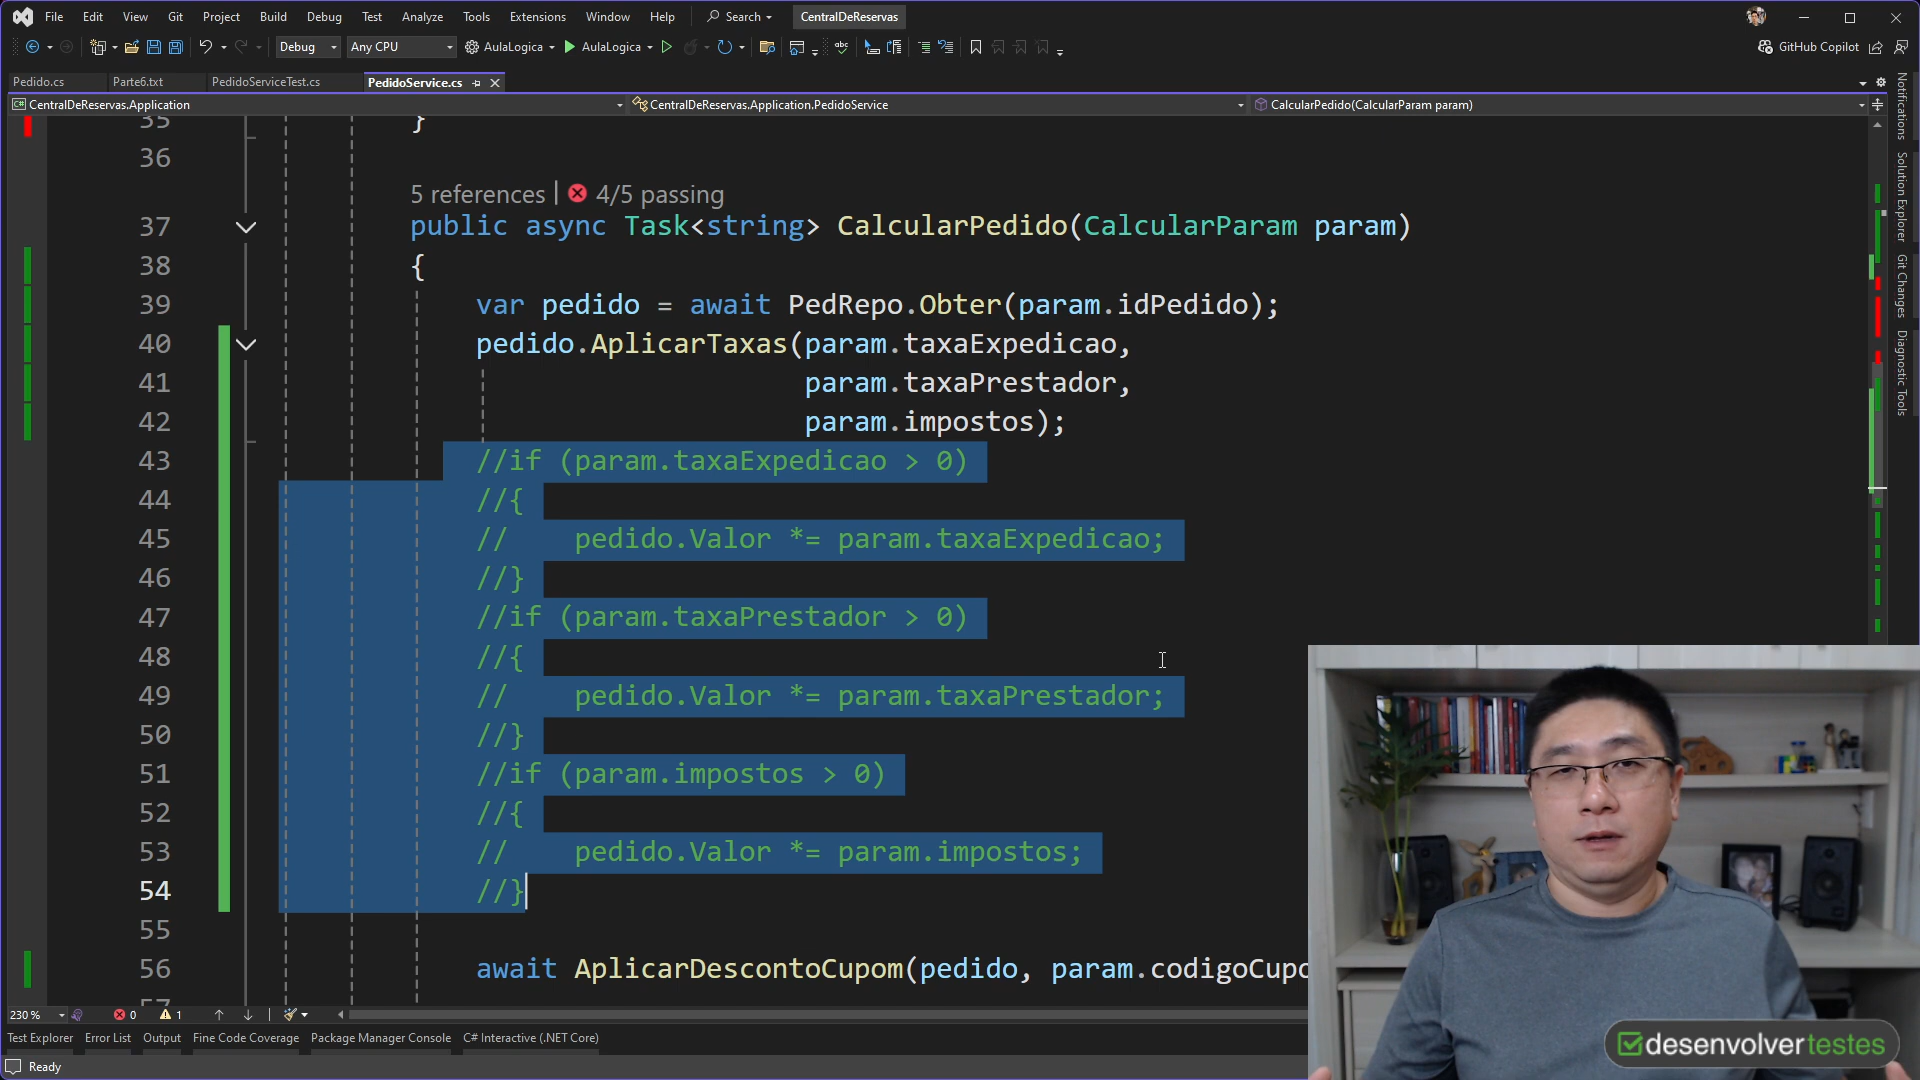 File Edit View Git Project Build Debug Test Analyze Tools Extensions Window Help Search CentralDeReservas
Debug Any CPU AulaLogica AulaLogica GitHub Copilot
Pedido.cs Parte6.txt PedidoServiceTest.cs PedidoService.cs
CentralDeReservas.Application CentralDeReservas.Application.PedidoService CalcularPedido(CalcularParam param)
35 }
36
5 references | 4/5 passing
37 public async Task<string> CalcularPedido(CalcularParam param)
38 {
39 var pedido = await PedRepo.Obter(param.idPedido);
40 pedido.AplicarTaxas(param.taxaExpedicao,
41 param.taxaPrestador,
42 param.impostos);
43 //if (param.taxaExpedicao > 0)
44 //{
45 // pedido.Valor *= param.taxaExpedicao;
46 //}
47 //if (param.taxaPrestador > 0)
48 //{
49 // pedido.Valor *= param.taxaPrestador;
50 //}
51 //if (param.impostos > 0)
52 //{
53 // pedido.Valor *= param.impostos;
54 //}
55
56 await AplicarDescontoCupom(pedido, param.codigoCupo
57
Notifications
Solution Explorer
Git Changes
Diagnostic Tools
230 % 0 1
Test Explorer Error List Output Fine Code Coverage Package Manager Console C# Interactive (.NET Core)
Ready
desenvolvertestes